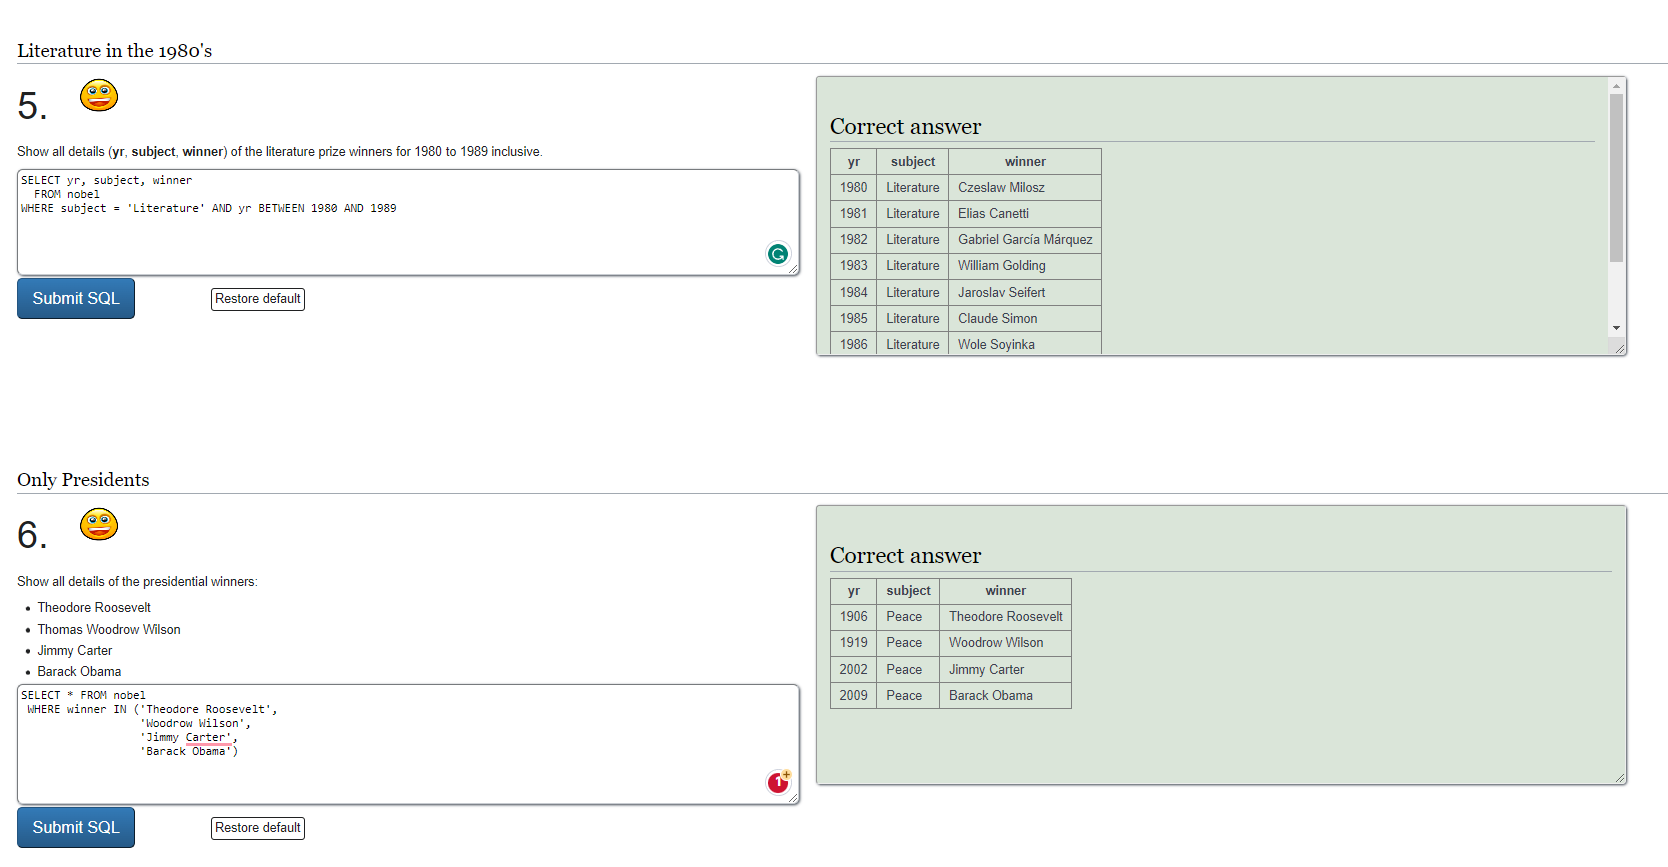 Literature in the 1980's
5.
Show all details (yr, subject, winner) of the literature prize winners for 1980 to 1989 inclusive.
SELECT yr, subject, winner
FROM nobel
WHERE subject = 'Literature' AND yr BETWEEN 1980 AND 1989
Submit SQL
Restore default
Correct answer
yr subject winner
1980 Literature Czeslaw Milosz
1981 Literature Elias Canetti
1982 Literature Gabriel García Márquez
1983 Literature William Golding
1984 Literature Jaroslav Seifert
1985 Literature Claude Simon
1986 Literature Wole Soyinka
Only Presidents
6.
Show all details of the presidential winners:
• Theodore Roosevelt
• Thomas Woodrow Wilson
• Jimmy Carter
• Barack Obama
SELECT * FROM nobel
WHERE winner IN ('Theodore Roosevelt',
'Woodrow Wilson',
'Jimmy Carter',
'Barack Obama')
1+
Submit SQL
Restore default
Correct answer
yr subject winner
1906 Peace Theodore Roosevelt
1919 Peace Woodrow Wilson
2002 Peace Jimmy Carter
2009 Peace Barack Obama